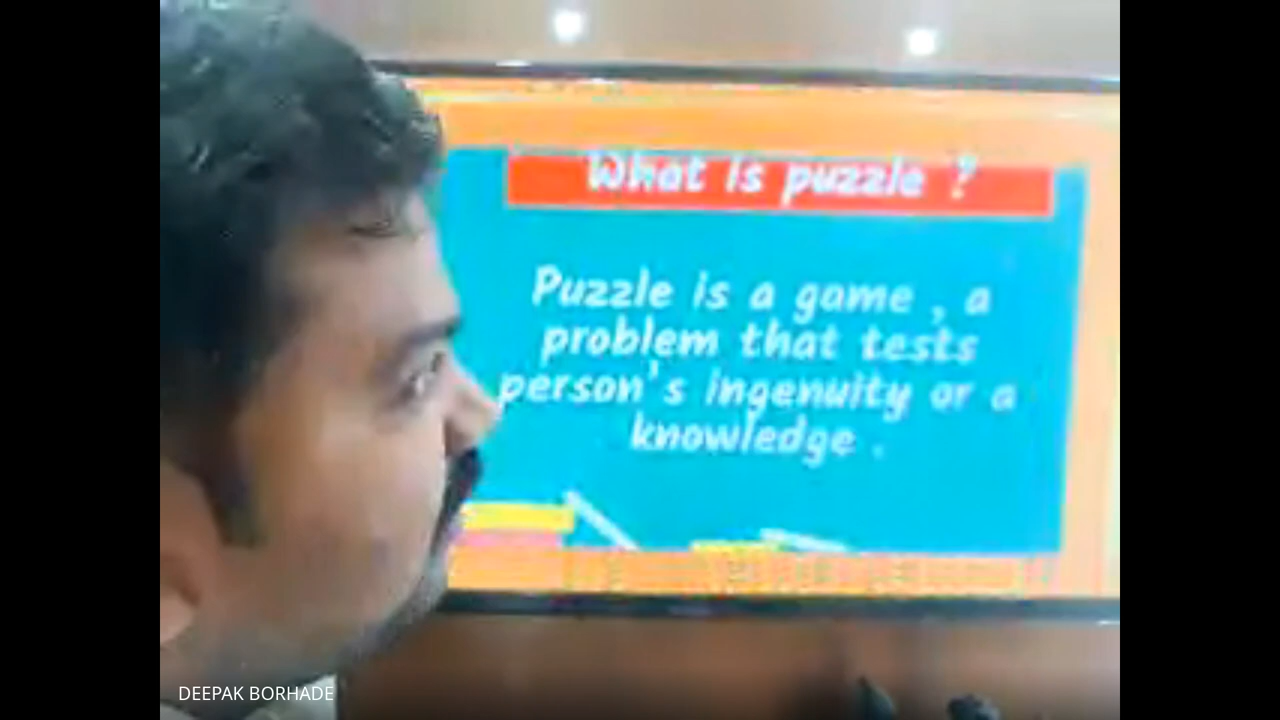 What is puzzle ?
Puzzle is a game , a
problem that tests
person's ingenuity or a
knowledge .
DEEPAK BORHADE